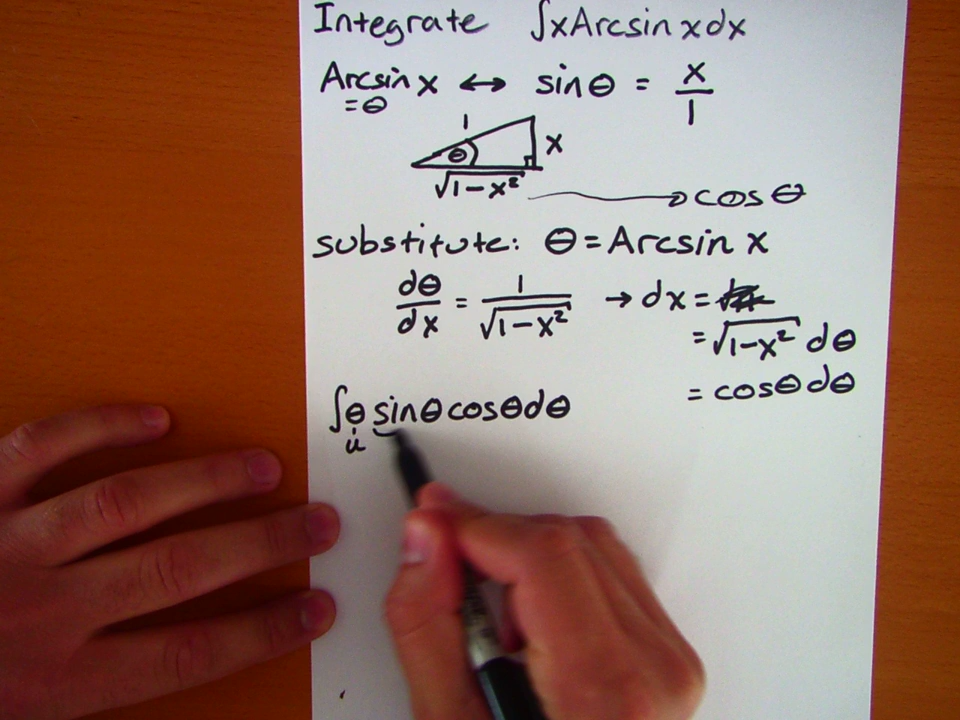 Integrate ∫xArcsin x dx
Arcsin x ↔ sinθ = x/1
=θ
1
θ x
√1-x²
→ cos θ
substitute: θ = Arcsin x
dθ/dx = 1/√1-x² → dx =
= √1-x² dθ
= cosθ dθ
∫θ sinθ cosθ dθ
u